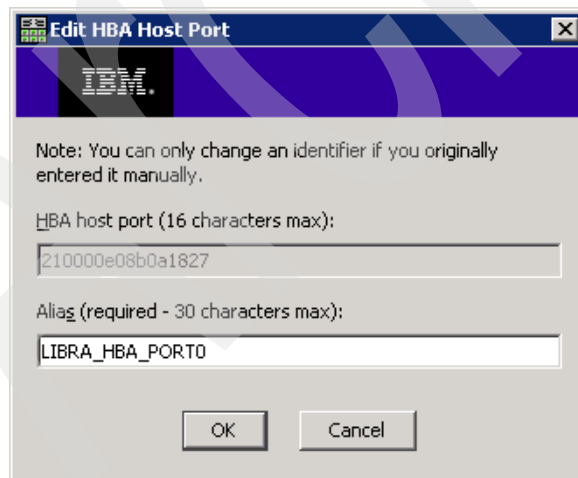 Edit HBA Host Port
IBM.
Note: You can only change an identifier if you originally
entered it manually.
HBA host port (16 characters max):
210000e08b0a1827
Alias (required - 30 characters max):
LIBRA_HBA_PORT0
OK Cancel